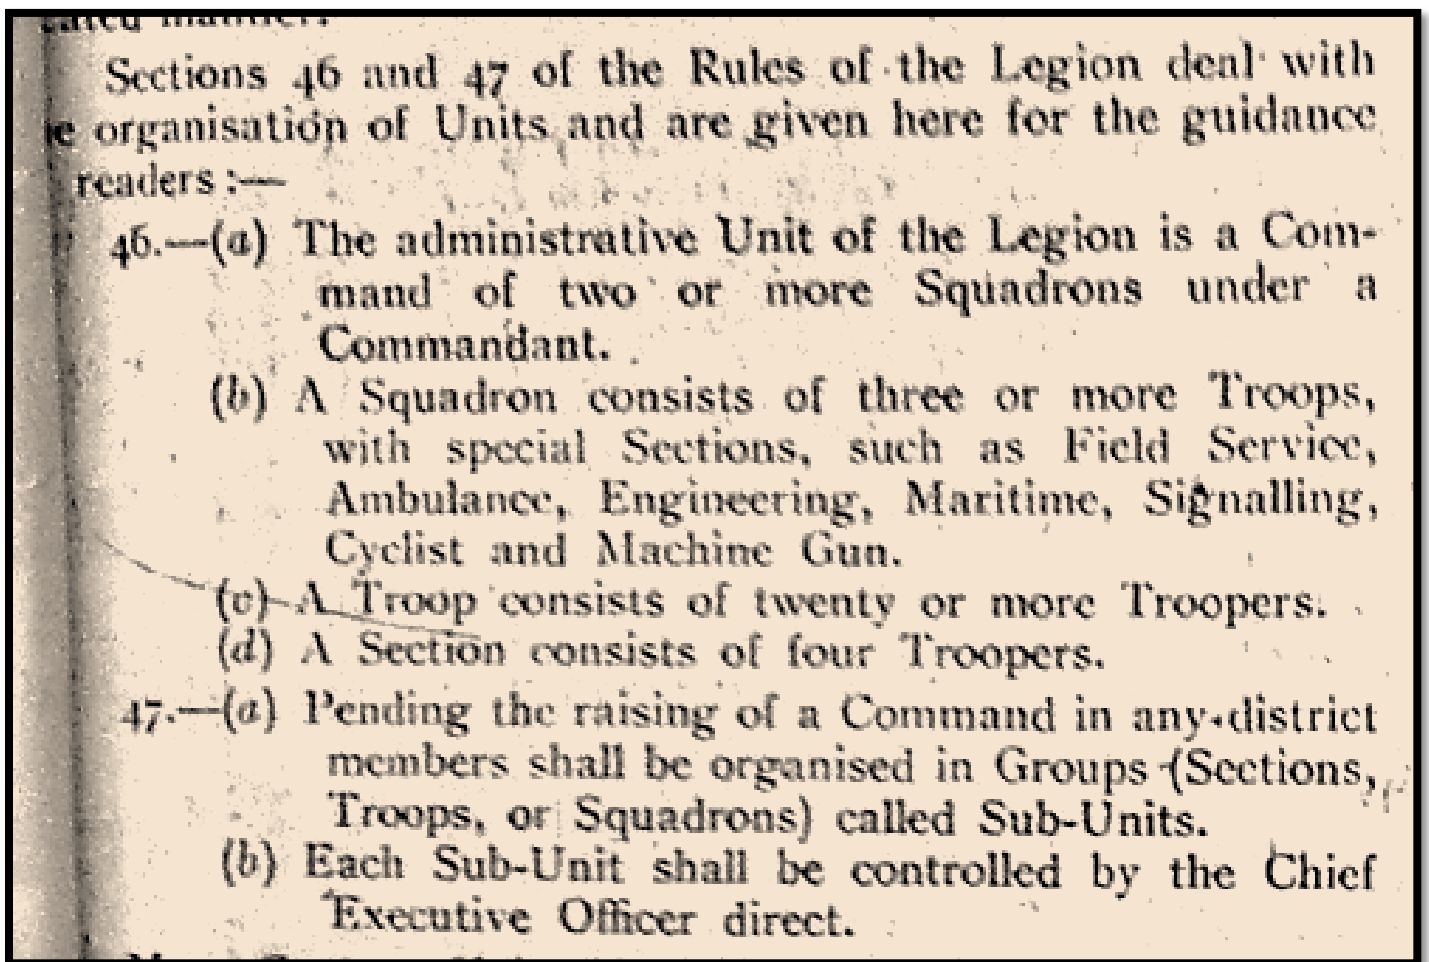 manner.
Sections 46 and 47 of the Rules of the Legion deal with
organisation of Units and are given here for the guidance
readers :—
46.—(a) The administrative Unit of the Legion is a Com-
mand of two or more Squadrons under a
Commandant.
(b) A Squadron consists of three or more Troops,
with special Sections, such as Field Service,
Ambulance, Engineering, Maritime, Signalling,
Cyclist and Machine Gun.
(c) A Troop consists of twenty or more Troopers.
(d) A Section consists of four Troopers.
47.—(a) Pending the raising of a Command in any district
members shall be organised in Groups (Sections,
Troops, or Squadrons) called Sub-Units.
(b) Each Sub-Unit shall be controlled by the Chief
Executive Officer direct.